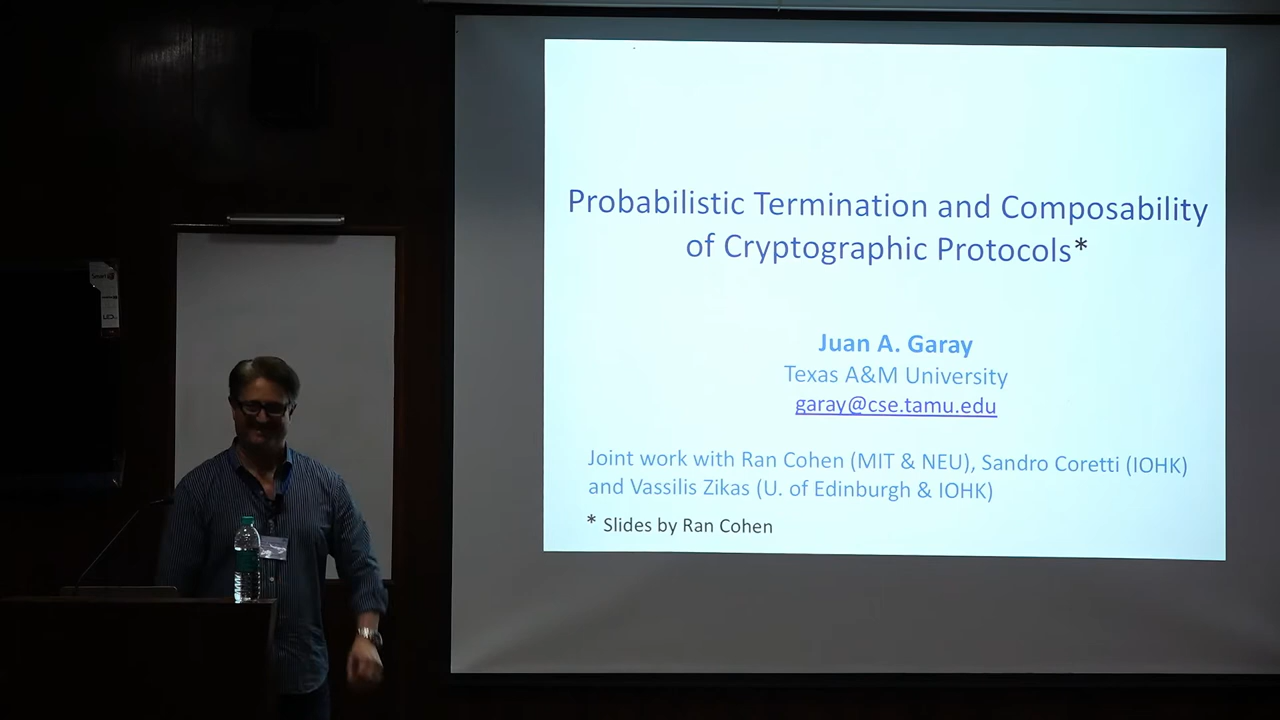 Probabilistic Termination and Composability
of Cryptographic Protocols*
Juan A. Garay
Texas A&M University
garay@cse.tamu.edu
Joint work with Ran Cohen (MIT & NEU), Sandro Coretti (IOHK)
and Vassilis Zikas (U. of Edinburgh & IOHK)
* Slides by Ran Cohen